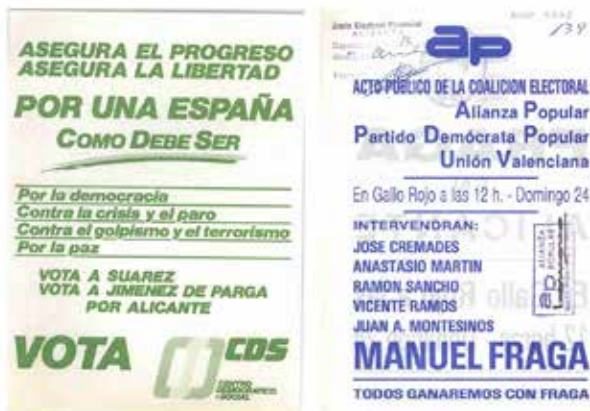 ASEGURA EL PROGRESO
ASEGURA LA LIBERTAD
POR UNA ESPAÑA
COMO DEBE SER
Por la democracia
Contra la crisis y el paro
Contra el golpismo y el terrorismo
Por la paz
VOTA A SUAREZ
VOTA A JIMENEZ DE PARGA
POR ALICANTE
VOTA CDS
CENTRO
DEMOCRATICO
Y SOCIAL
139
ap
ACTO PUBLICO DE LA COALICION ELECTORAL
Alianza Popular
Partido Demócrata Popular
Unión Valenciana
En Gallo Rojo a las 12 h. - Domingo 24
INTERVENDRAN:
JOSE CREMADES
ANASTASIO MARTIN
RAMON SANCHO
VICENTE RAMOS
JUAN A. MONTESINOS
ap
ALIANZA
POPULAR
MANUEL FRAGA
TODOS GANAREMOS CON FRAGA